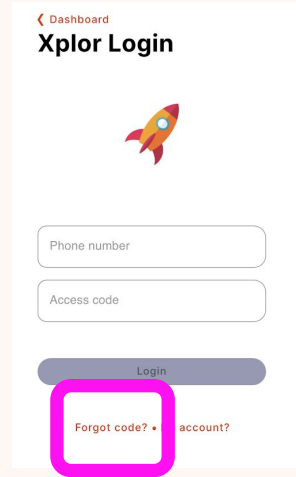 ❮ Dashboard
Xplor Login
Phone number
Access code
Login
Forgot code? • account?